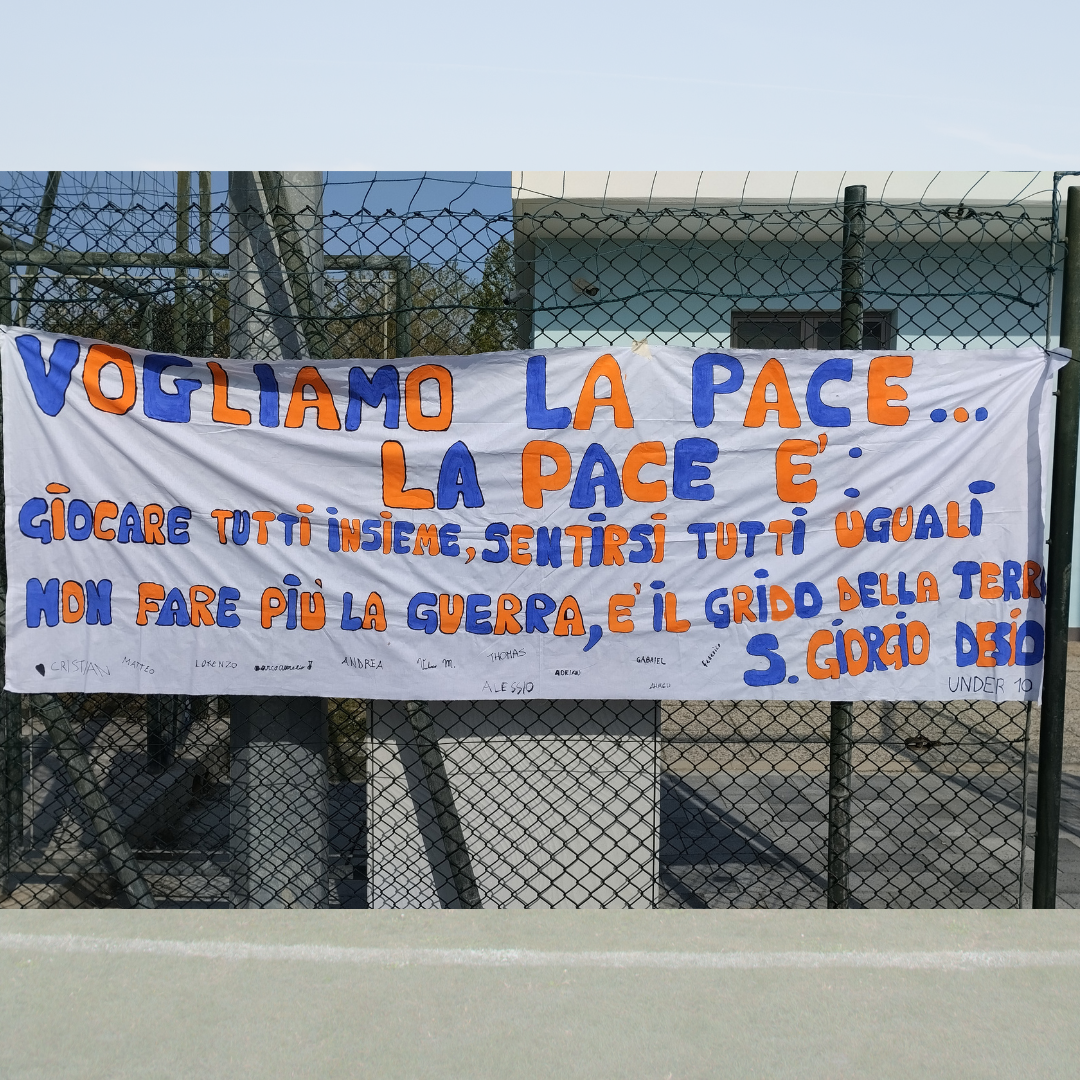 VOGLIAMO LA PACE...
LA PACE E':
GIOCARE TUTTI INSIEME, SENTIRSI TUTTI UGUALI
NON FARE PIÙ LA GUERRA, E' IL GRIDO DELLA TERRA
S. GIORGIO DESIO
CRISTIAN MATTEO LORENZO ANDREA THOMAS ADRIAN GABRIEL
ALESSIO
UNDER 10